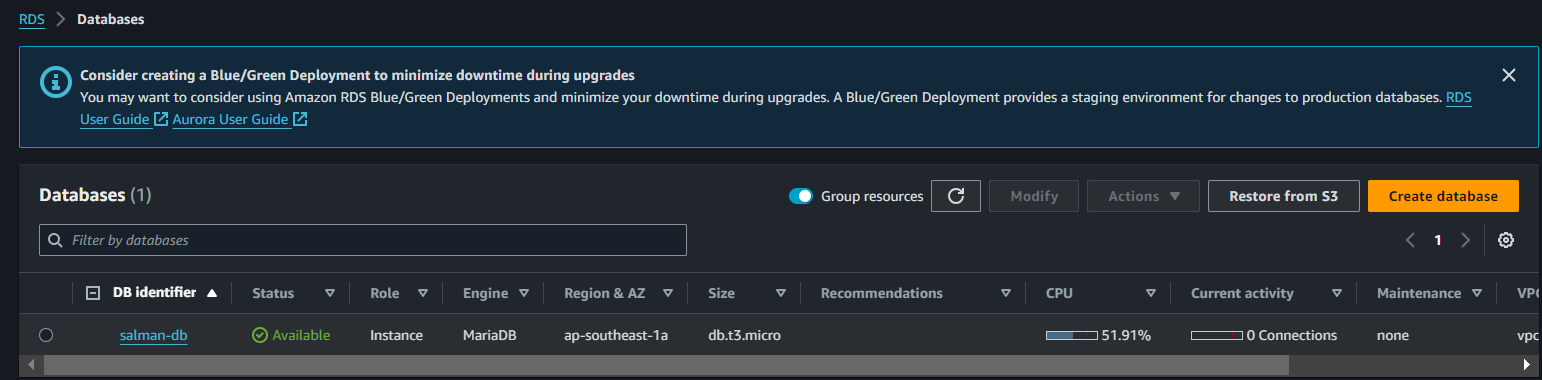 RDS > Databases
Consider creating a Blue/Green Deployment to minimize downtime during upgrades
You may want to consider using Amazon RDS Blue/Green Deployments and minimize your downtime during upgrades. A Blue/Green Deployment provides a staging environment for changes to production databases. RDS
User Guide Aurora User Guide
Databases (1) Group resources Modify Actions Restore from S3 Create database
Filter by databases 1
DB identifier Status Role Engine Region & AZ Size Recommendations CPU Current activity Maintenance VPC
salman-db Available Instance MariaDB ap-southeast-1a db.t3.micro 51.91% 0 Connections none vpc